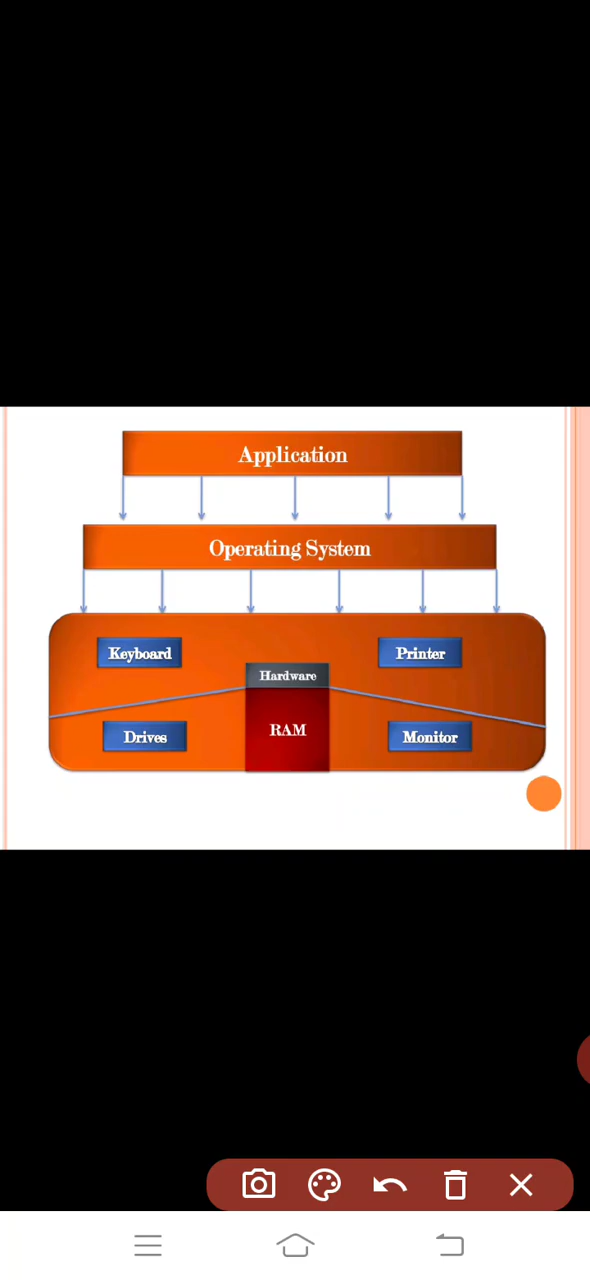 Application
Operating System
Keyboard
Printer
Hardware
RAM
Drives
Monitor